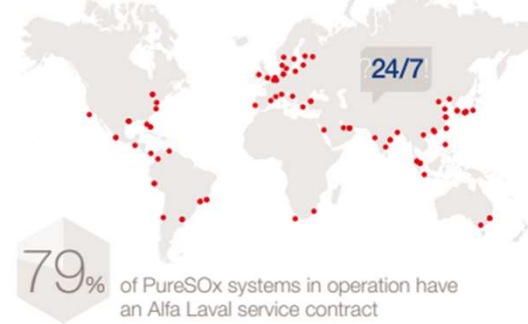 24/7
79%
of PureSOx systems in operation have
an Alfa Laval service contract